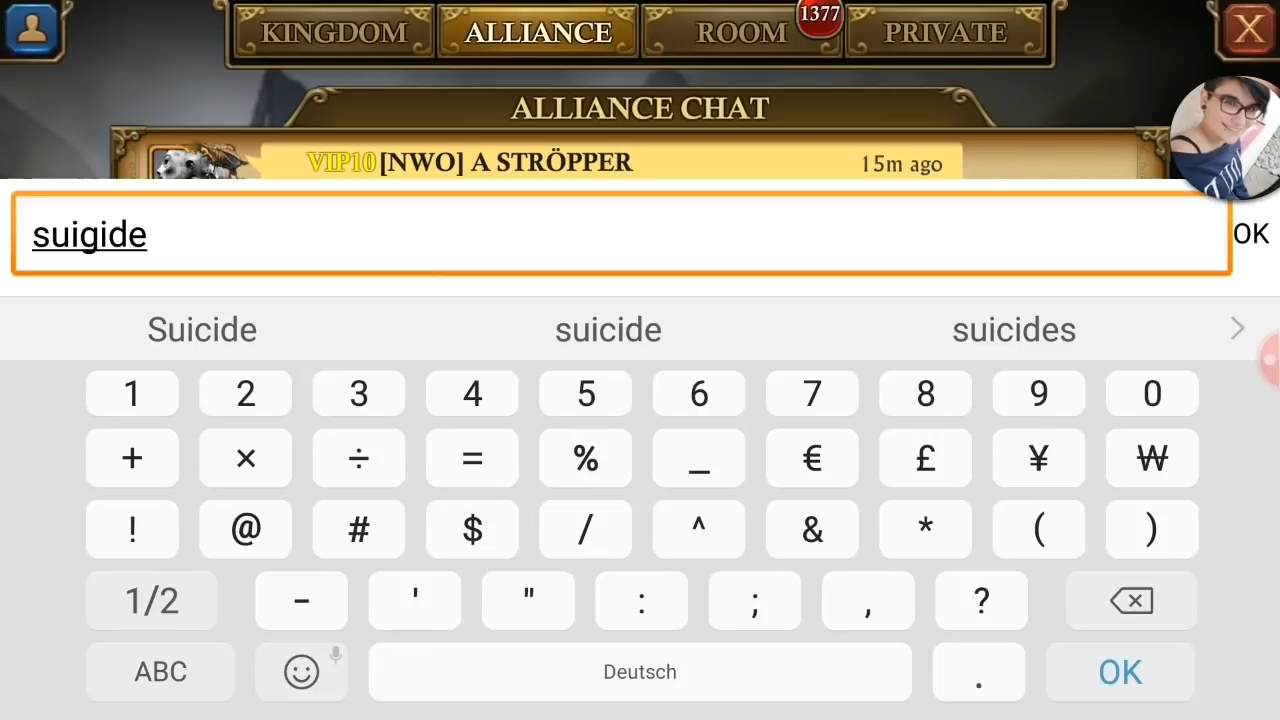 KINGDOM ALLIANCE ROOM 1377 PRIVATE X
ALLIANCE CHAT
VIP10[NWO] A STRÖPPER 15m ago
suigide OK
Suicide suicide suicides
1 2 3 4 5 6 7 8 9 0
+ × ÷ = % _ € £ ¥ ₩
! @ # $ / ^ & * ( )
1/2 - ' " : ; , ?
ABC Deutsch . OK